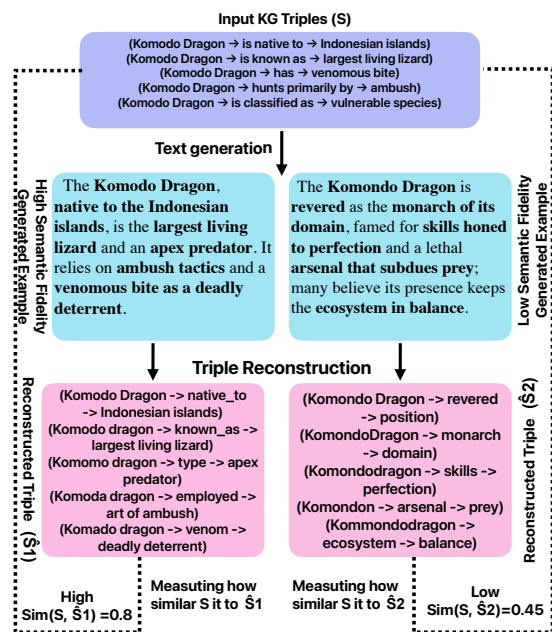 Input KG Triples (S)
(Komodo Dragon → is native to → Indonesian islands)
(Komodo Dragon → is known as → largest living lizard)
(Komodo Dragon → has → venomous bite)
(Komodo Dragon → hunts primarily by → ambush)
(Komodo Dragon → is classified as → vulnerable species)
Text generation
High Semantic Fidelity
Generated Example
The Komodo Dragon,
native to the Indonesian
islands, is the largest living
lizard and an apex predator. It
relies on ambush tactics and a
venomous bite as a deadly
deterrent.
The Komondo Dragon is
revered as the monarch of its
domain, famed for skills honed
to perfection and a lethal
arsenal that subdues prey;
many believe its presence keeps
the ecosystem in balance.
Low Semantic Fidelity
Generated Example
Triple Reconstruction
Reconstructed Triple (Ŝ1)
(Komodo Dragon -> native_to
-> Indonesian islands)
(Komodo dragon -> known_as ->
largest living lizard)
(Komomo dragon -> type -> apex
predator)
(Komoda dragon -> employed ->
art of ambush)
(Komado dragon -> venom ->
deadly deterrent)
(Komondo Dragon -> revered
-> position)
(KomondoDragon -> monarch
-> domain)
(Komondodragon -> skills ->
perfection)
(Komondon -> arsenal -> prey)
(Kommondodragon ->
ecosystem -> balance)
Reconstructed Triple (Ŝ2)
High
Sim(S, Ŝ1) =0.8
Measuting how
similar S it to Ŝ1
Measuting how
similar S it to Ŝ2
Low
Sim(S, Ŝ2)=0.45